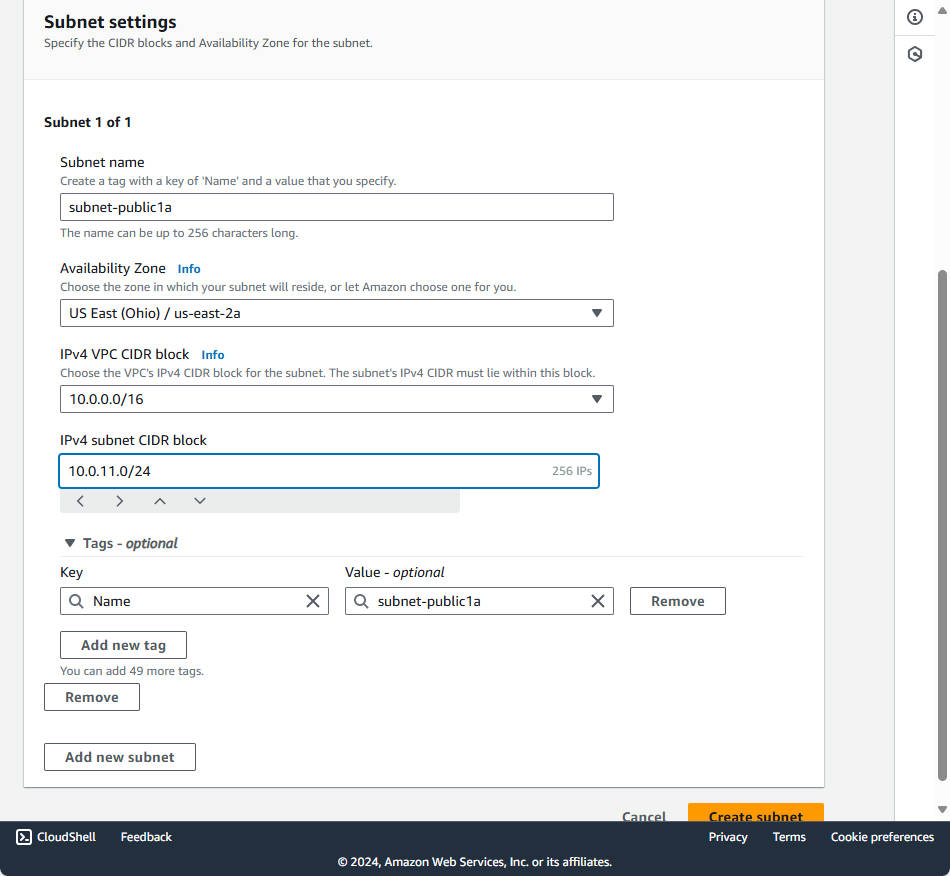 Subnet settings
Specify the CIDR blocks and Availability Zone for the subnet.
Subnet 1 of 1
Subnet name
Create a tag with a key of 'Name' and a value that you specify.
subnet-public1a
The name can be up to 256 characters long.
Availability Zone Info
Choose the zone in which your subnet will reside, or let Amazon choose one for you.
US East (Ohio) / us-east-2a
IPv4 VPC CIDR block Info
Choose the VPC's IPv4 CIDR block for the subnet. The subnet's IPv4 CIDR must lie within this block.
10.0.0.0/16
IPv4 subnet CIDR block
10.0.11.0/24 256 IPs
Tags - optional
Key Value - optional
Name subnet-public1a Remove
Add new tag
You can add 49 more tags.
Remove
Add new subnet
Cancel Create subnet
CloudShell Feedback Privacy Terms Cookie preferences
© 2024, Amazon Web Services, Inc. or its affiliates.